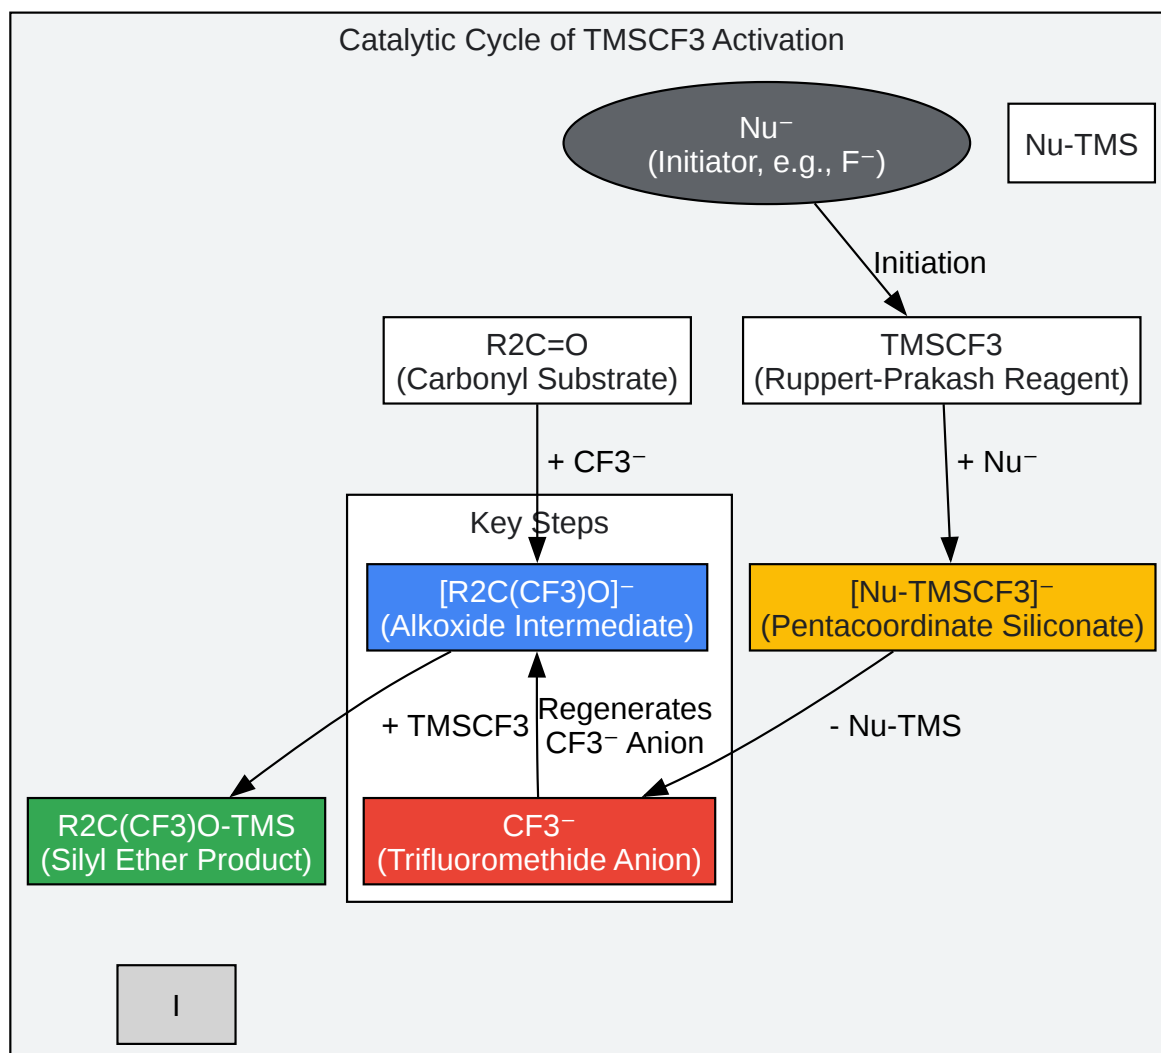 Catalytic Cycle of TMSCF3 Activation
Nu⁻
(Initiator, e.g., F⁻)
Nu-TMS
Initiation
R2C=O
(Carbonyl Substrate)
TMSCF3
(Ruppert-Prakash Reagent)
+ CF3⁻
+ Nu⁻
Key Steps
[R2C(CF3)O]⁻
(Alkoxide Intermediate)
[Nu-TMSCF3]⁻
(Pentacoordinate Siliconate)
+ TMSCF3
Regenerates
CF3⁻ Anion
- Nu-TMS
R2C(CF3)O-TMS
(Silyl Ether Product)
CF3⁻
(Trifluoromethide Anion)
I